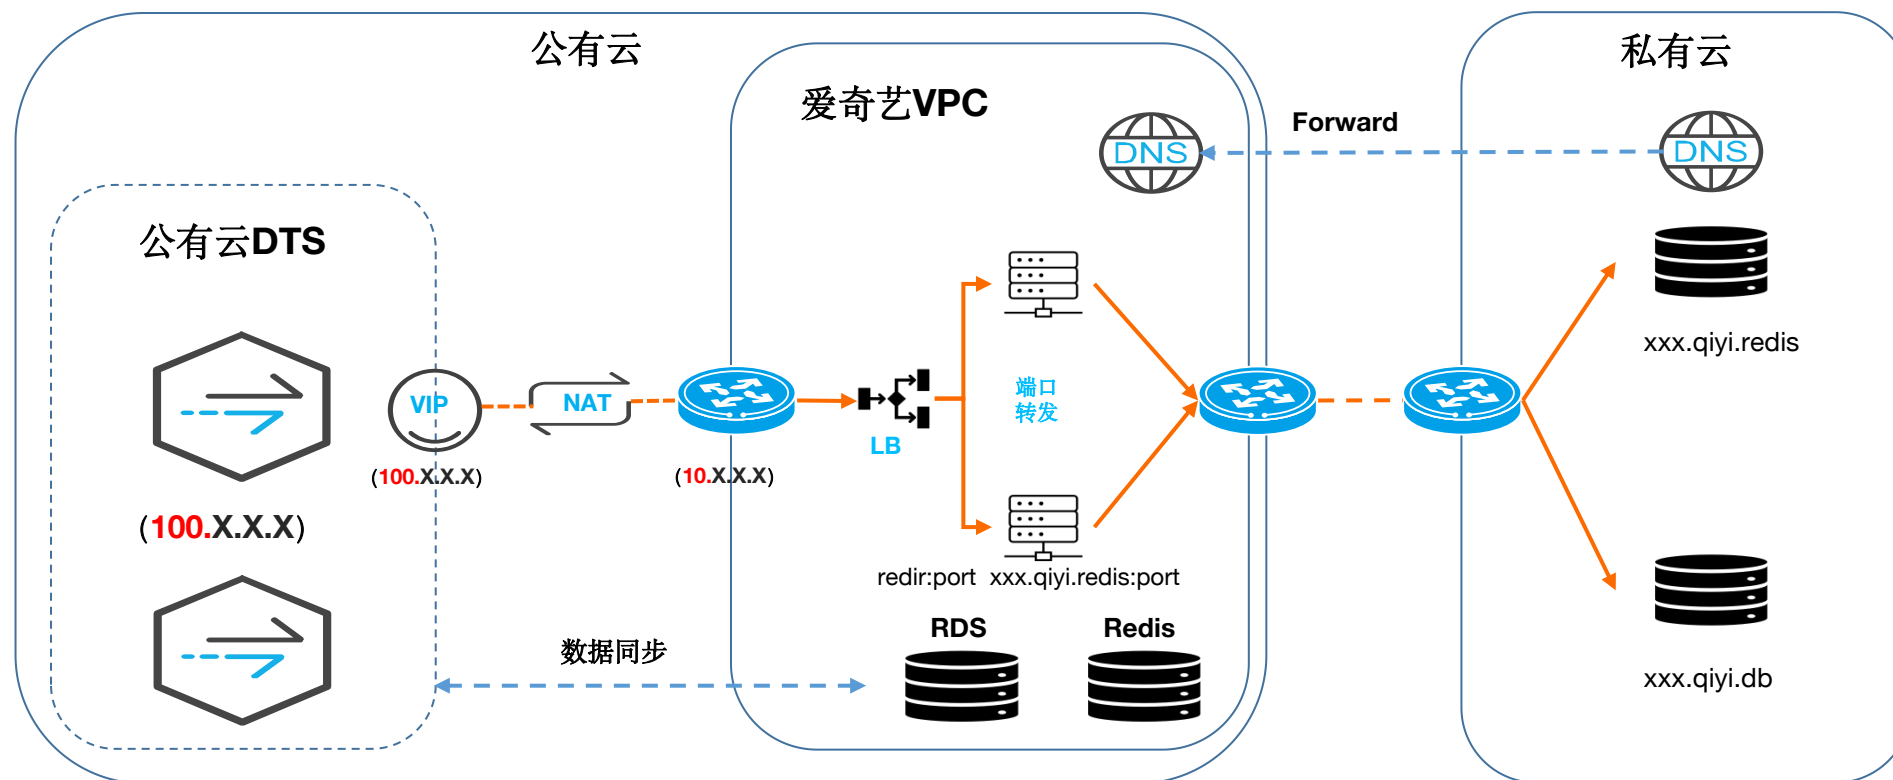 公有云
私有云
爱奇艺VPC
Forward
DNS
DNS
公有云DTS
xxx.qiyi.redis
VIP
NAT
端口
转发
LB
(100.X.X.X)
(10.X.X.X)
(100.X.X.X)
redir:port xxx.qiyi.redis:port
RDS
Redis
数据同步
xxx.qiyi.db